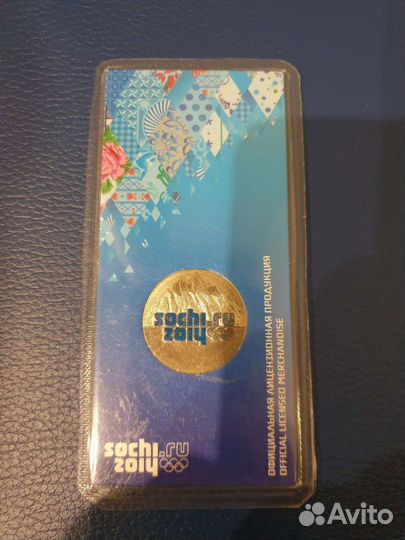 sochi.ru
2014
sochi.ru
2014
ОФИЦИАЛЬНАЯ ЛИЦЕНЗИОННАЯ ПРОДУКЦИЯ
OFFICIAL LICENSED MERCHANDISE
Avito